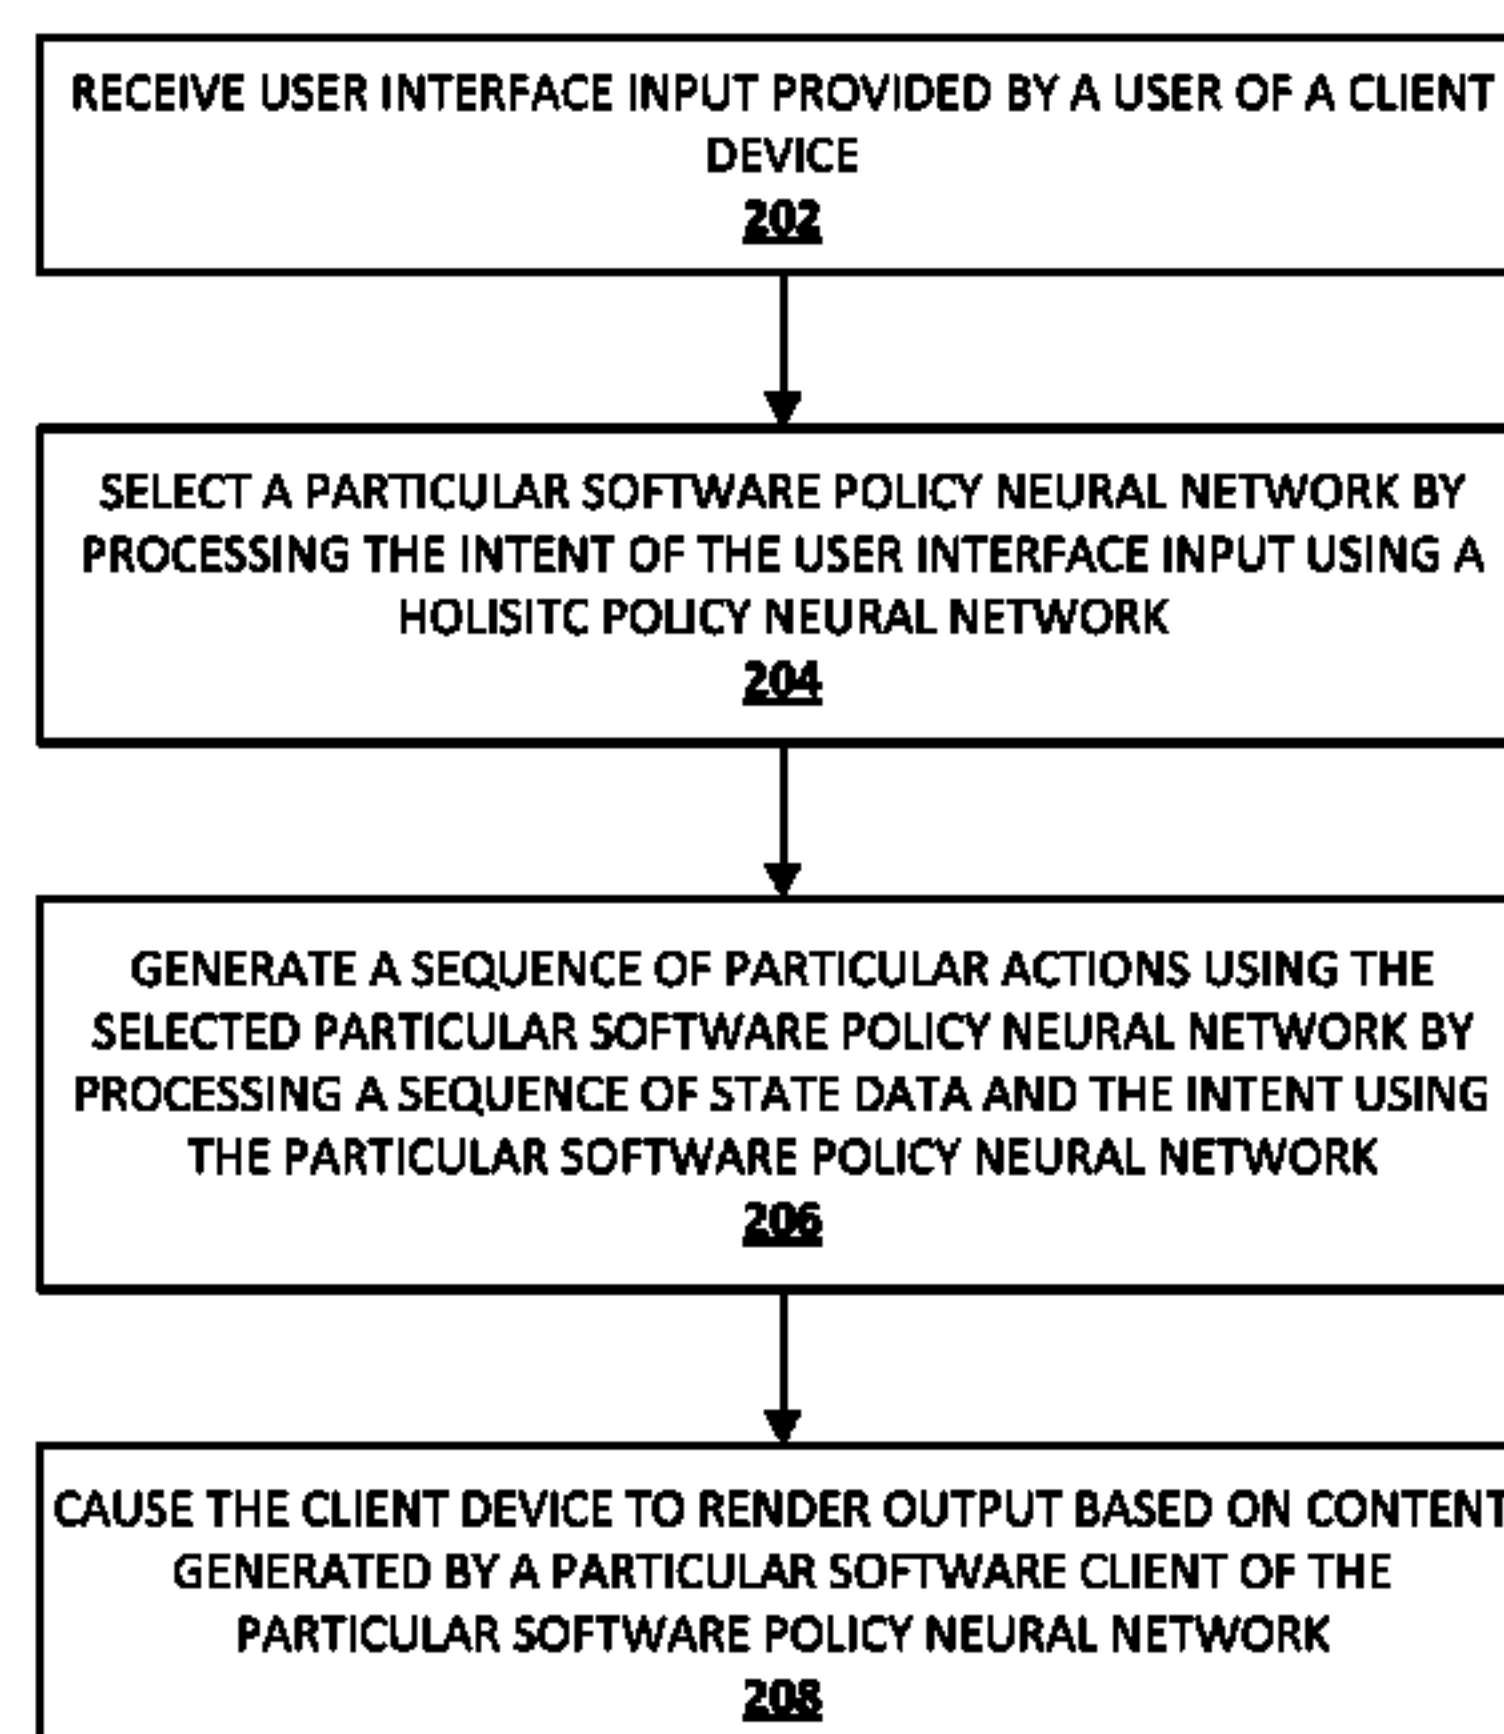 RECEIVE USER INTERFACE INPUT PROVIDED BY A USER OF A CLIENT
DEVICE
202
SELECT A PARTICULAR SOFTWARE POLICY NEURAL NETWORK BY
PROCESSING THE INTENT OF THE USER INTERFACE INPUT USING A
HOLISITC POLICY NEURAL NETWORK
204
GENERATE A SEQUENCE OF PARTICULAR ACTIONS USING THE
SELECTED PARTICULAR SOFTWARE POLICY NEURAL NETWORK BY
PROCESSING A SEQUENCE OF STATE DATA AND THE INTENT USING
THE PARTICULAR SOFTWARE POLICY NEURAL NETWORK
206
CAUSE THE CLIENT DEVICE TO RENDER OUTPUT BASED ON CONTENT
GENERATED BY A PARTICULAR SOFTWARE CLIENT OF THE
PARTICULAR SOFTWARE POLICY NEURAL NETWORK
208